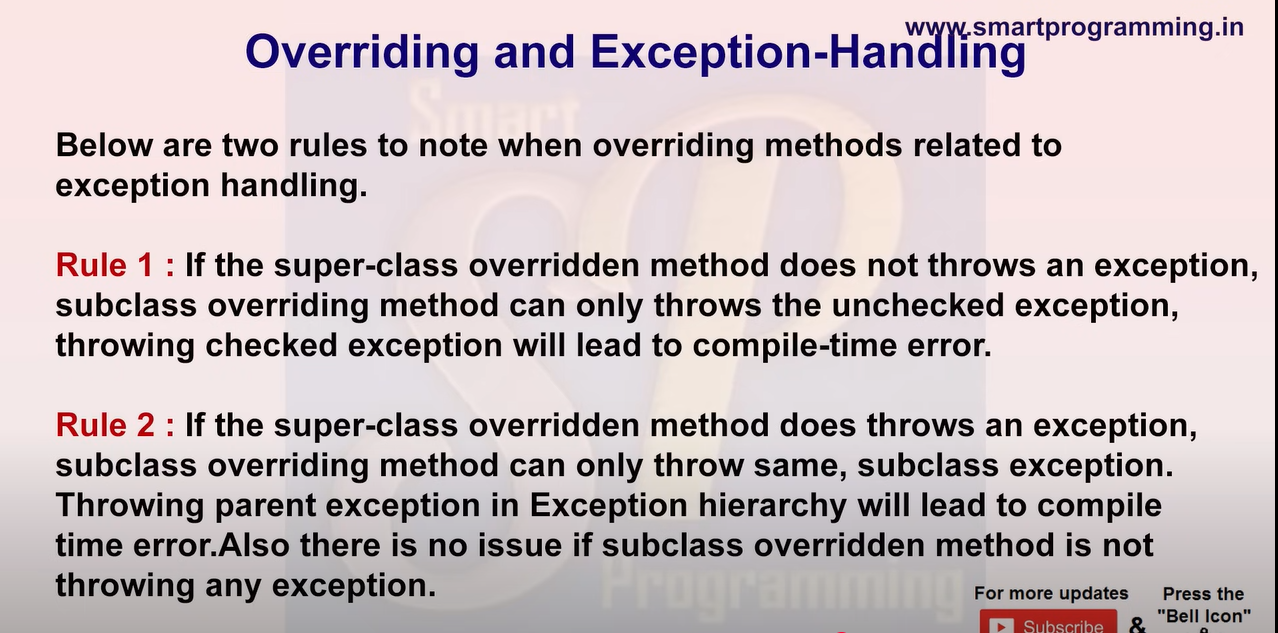 www.smartprogramming.in
Overriding and Exception-Handling
Smart
Below are two rules to note when overriding methods related to
exception handling.
SP
Rule 1 : If the super-class overridden method does not throws an exception,
subclass overriding method can only throws the unchecked exception,
throwing checked exception will lead to compile-time error.
Rule 2 : If the super-class overridden method does throws an exception,
subclass overriding method can only throw same, subclass exception.
Throwing parent exception in Exception hierarchy will lead to compile
time error.Also there is no issue if subclass overridden method is not
throwing any exception.
Programming
For more updates
Press the
"Bell Icon"
Subscribe
&